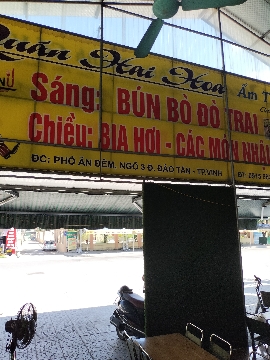 Quán Hai Hoa
Ẩm T
Sáng: BÚN BÒ ĐÒ TRAI
Chiều: BIA HƠI - CÁC MÓN NHẬ
ĐC: PHỐ ĂN ĐÊM, NGÕ 3 Đ. ĐÀO TẤN - TP.VINH